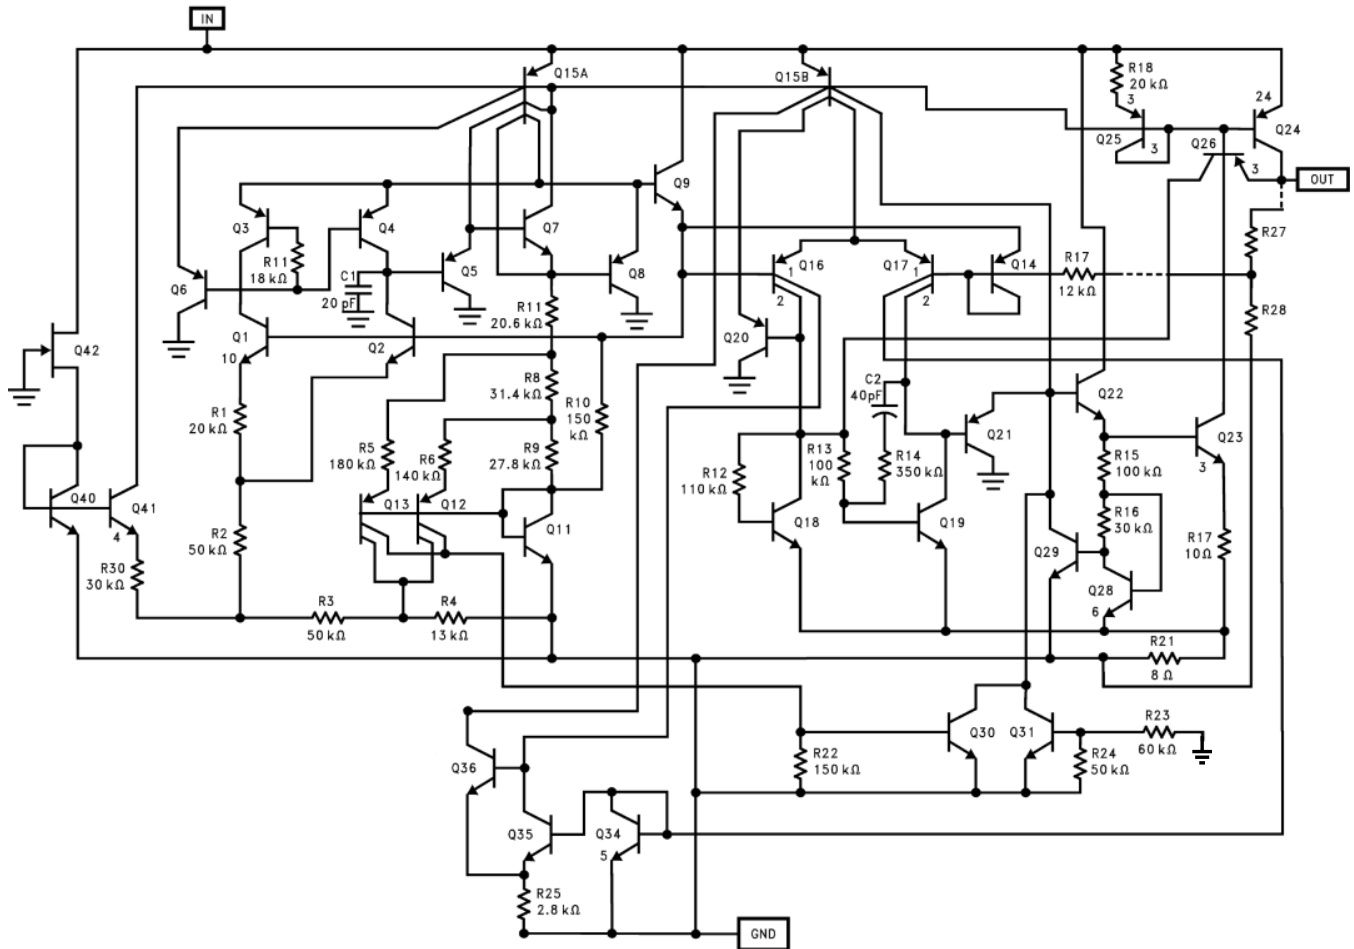 IN
Q15A
Q15B
R18
20 kΩ
3
24
Q25
3
Q24
Q26
3
OUT
Q9
Q3
R11
18 kΩ
Q4
Q7
C1
20 pF
Q5
Q8
Q6
Q16
1
2
Q17
1
2
Q14
R17
12 kΩ
R27
R28
Q42
Q1
10
Q2
R11
20.6 kΩ
Q20
C2
40pF
R1
20 kΩ
R8
31.4 kΩ
R10
150
kΩ
Q22
Q21
Q23
3
R5
180 kΩ
R6
140 kΩ
R9
27.8 kΩ
R12
110 kΩ
R13
100
kΩ
R14
350 kΩ
R15
100 kΩ
Q40
Q41
4
Q13
Q12
Q11
Q18
Q19
R16
30 kΩ
R17
10Ω
R2
50 kΩ
Q29
Q28
6
R30
30 kΩ
R3
50 kΩ
R4
13 kΩ
R21
8 Ω
Q36
R22
150 kΩ
Q30
Q31
R23
60 kΩ
R24
50 kΩ
Q35
Q34
5
R25
2.8 kΩ
GND